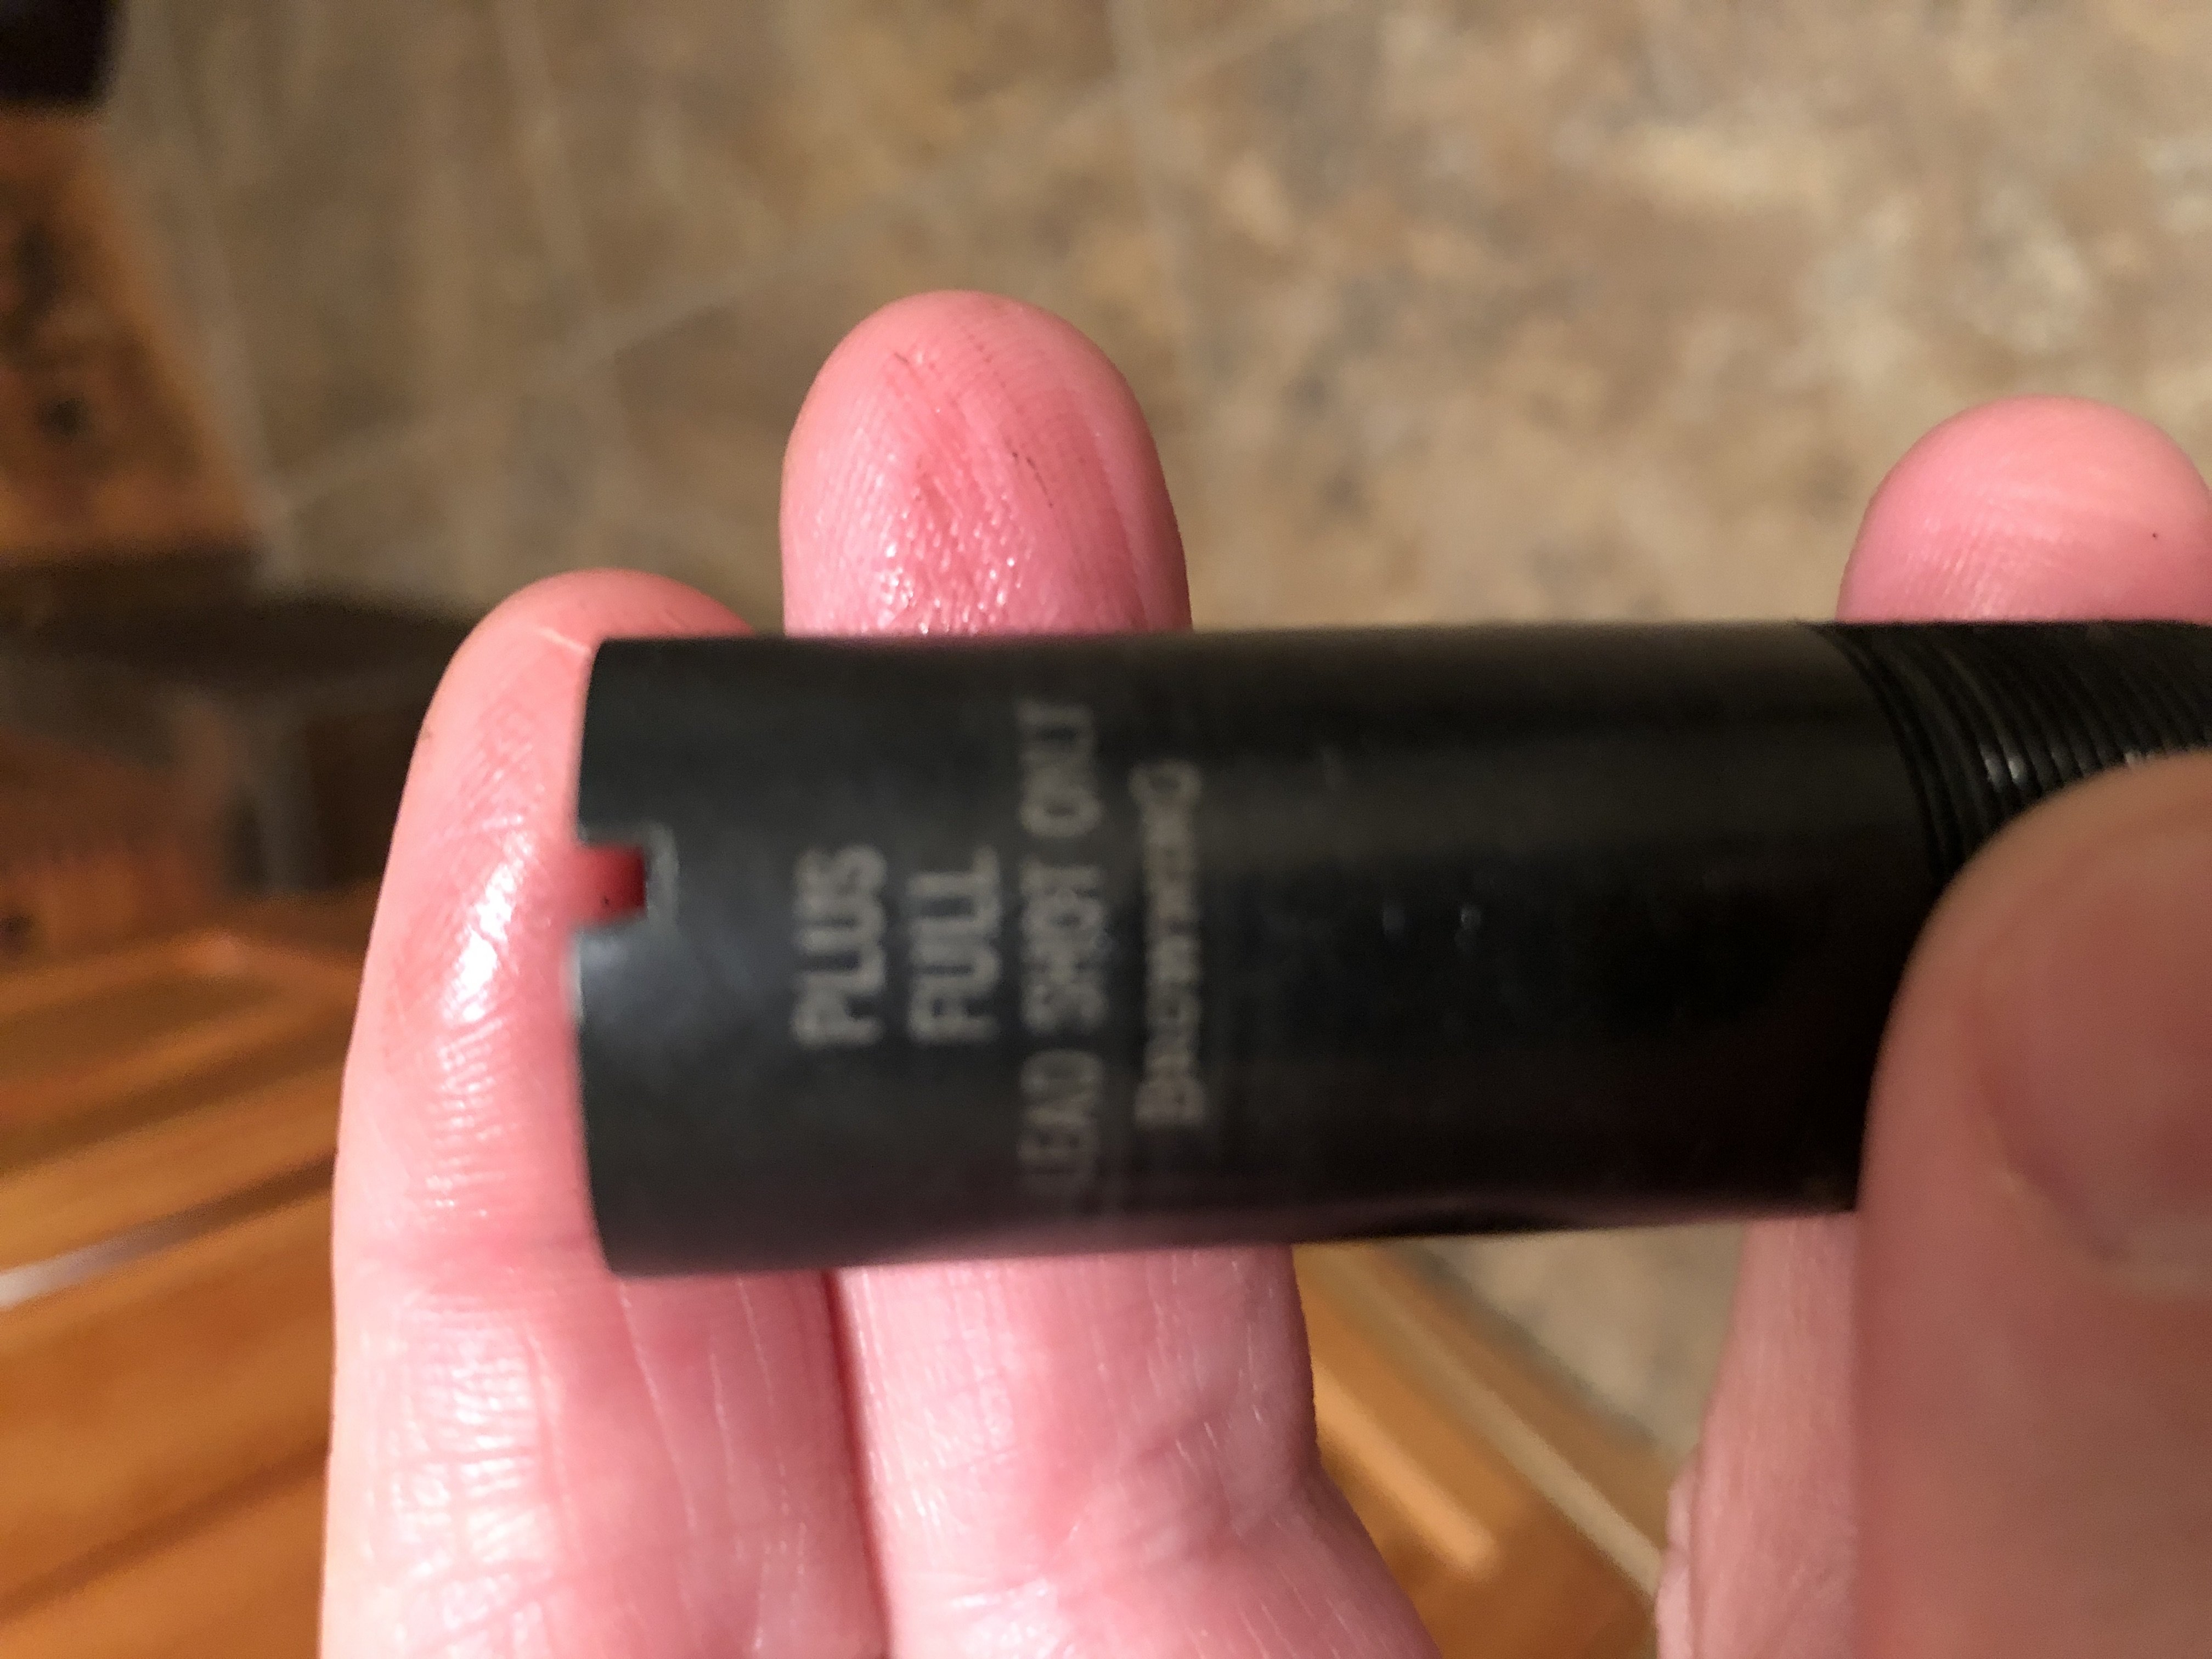 PLUS
FULL
LEAD SHOT ONLY
BROWNING